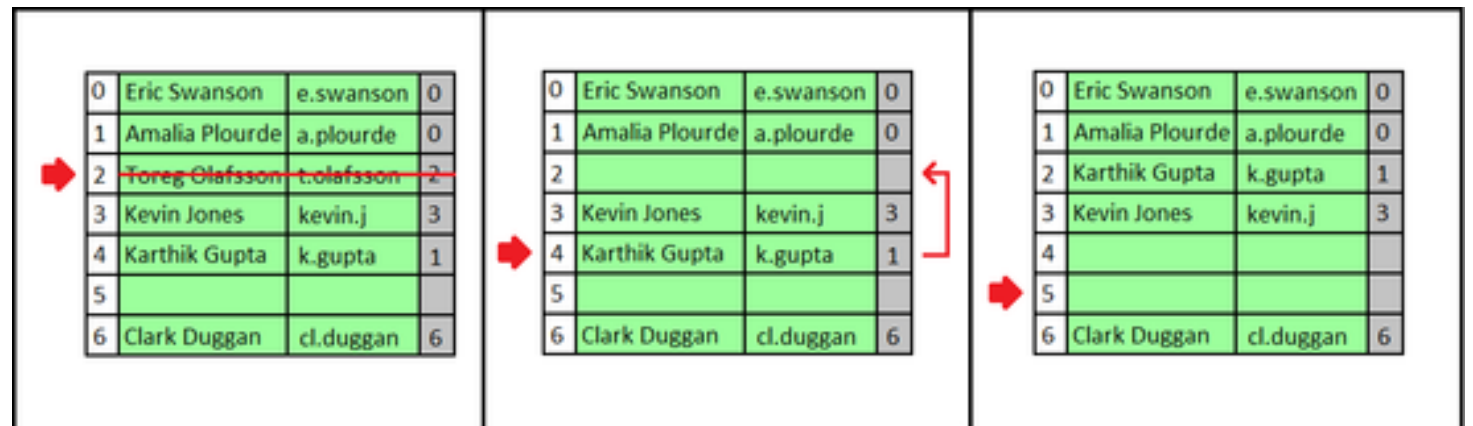 0 Eric Swanson e.swanson 0
1 Amalia Plourde a.plourde 0
2 Toreg Olafsson t.olafsson 2
3 Kevin Jones kevin.j 3
4 Karthik Gupta k.gupta 1
5
6 Clark Duggan cl.duggan 6
0 Eric Swanson e.swanson 0
1 Amalia Plourde a.plourde 0
2
3 Kevin Jones kevin.j 3
4 Karthik Gupta k.gupta 1
5
6 Clark Duggan cl.duggan 6
0 Eric Swanson e.swanson 0
1 Amalia Plourde a.plourde 0
2 Karthik Gupta k.gupta 1
3 Kevin Jones kevin.j 3
4
5
6 Clark Duggan cl.duggan 6